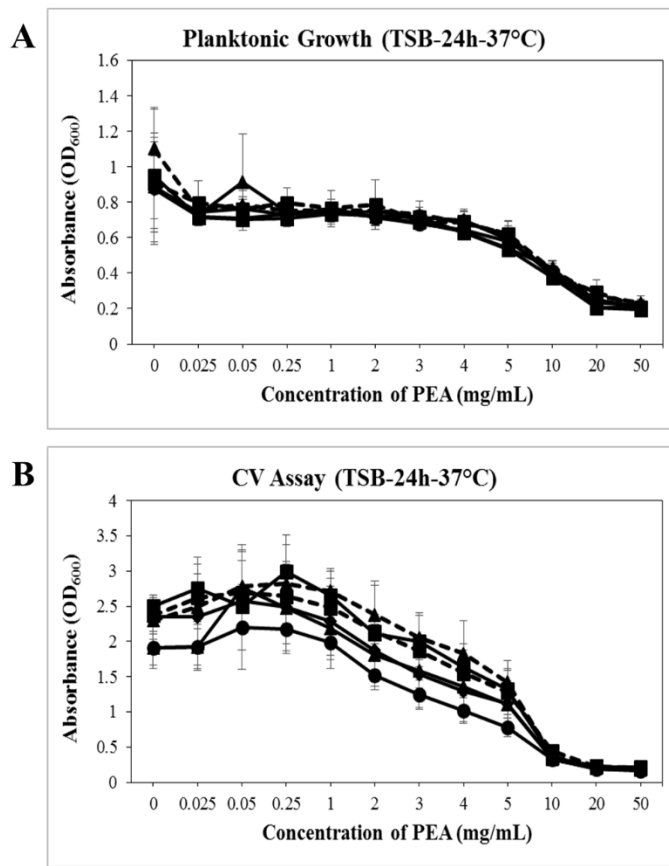 A
Planktonic Growth (TSB-24h-37°C)
1.6
1.4
1.2
1
0.8
0.6
0.4
0.2
0
Absorbance (OD600)
0 0.025 0.05 0.25 1 2 3 4 5 10 20 50
Concentration of PEA (mg/mL)
B
CV Assay (TSB-24h-37°C)
4
3.5
3
2.5
2
1.5
1
0.5
0
Absorbance (OD600)
0 0.025 0.05 0.25 1 2 3 4 5 10 20 50
Concentration of PEA (mg/mL)